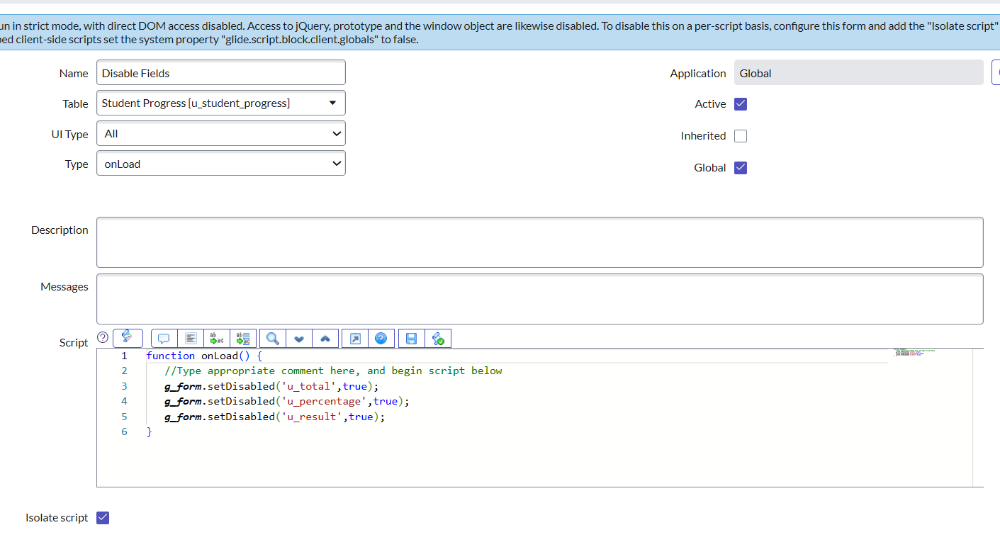 un in strict mode, with direct DOM access disabled. Access to jQuery, prototype and the window object are likewise disabled. To disable this on a per-script basis, configure this form and add the "Isolate script"
ped client-side scripts set the system property "glide.script.block.client.globals" to false.
Name Disable Fields
Application Global
Table Student Progress [u_student_progress]
Active
UI Type All
Inherited
Type onLoad
Global
Description
Messages
Script
1 function onLoad() {
2 //Type appropriate comment here, and begin script below
3 g_form.setDisabled('u_total',true);
4 g_form.setDisabled('u_percentage',true);
5 g_form.setDisabled('u_result',true);
6 }
Isolate script